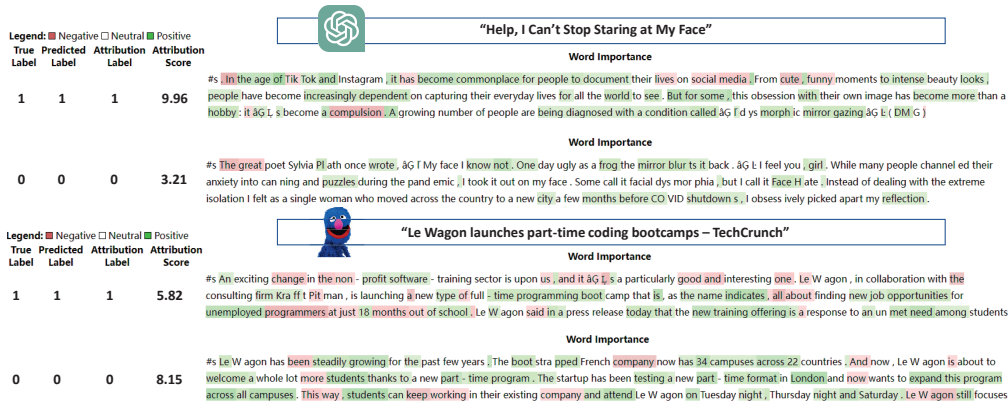 “Help, I Can’t Stop Staring at My Face”
Legend: Negative Neutral Positive
True Label Predicted Label Attribution Label Attribution Score
Word Importance
1 1 1 9.96
#s . In the age of Tik Tok and Instagram , it has become commonplace for people to document their lives on social media . From cute , funny moments to intense beauty looks ,
people have become increasingly dependent on capturing their everyday lives for all the world to see . But for some , this obsession with their own image has become more than a
hobby : it âĢ Ļ s become a compulsion . A growing number of people are being diagnosed with a condition called âĢ ľ d ys morph ic mirror gazing âĢ Ł ( DM G )
Word Importance
0 0 0 3.21
#s The great poet Sylvia Pl ath once wrote , âĢ ľ My face I know not . One day ugly as a frog the mirror blur ts it back . âĢ Ł I feel you , girl . While many people channel ed their
anxiety into can ning and puzzles during the pand emic , I took it out on my face . Some call it facial dys mor phia , but I call it Face H ate . Instead of dealing with the extreme
isolation I felt as a single woman who moved across the country to a new city a few months before CO VID shutdown s , I obsess ively picked apart my reflection .
“Le Wagon launches part-time coding bootcamps – TechCrunch”
Legend: Negative Neutral Positive
True Label Predicted Label Attribution Label Attribution Score
Word Importance
1 1 1 5.82
#s An exciting change in the non - profit software - training sector is upon us , and it âĢ Ļ s a particularly good and interesting one . Le W agon , in collaboration with the
consulting firm Kra ff t Pit man , is launching a new type of full - time programming boot camp that is , as the name indicates , all about finding new job opportunities for
unemployed programmers at just 18 months out of school . Le W agon said in a press release today that the new training offering is a response to an un met need among students
Word Importance
0 0 0 8.15
#s Le W agon has been steadily growing for the past few years . The boot stra pped French company now has 34 campuses across 22 countries . And now , Le W agon is about to
welcome a whole lot more students thanks to a new part - time program . The startup has been testing a new part - time format in London and now wants to expand this program
across all campuses . This way , students can keep working in their existing company and attend Le W agon on Tuesday night , Thursday night and Saturday . Le W agon still focuses